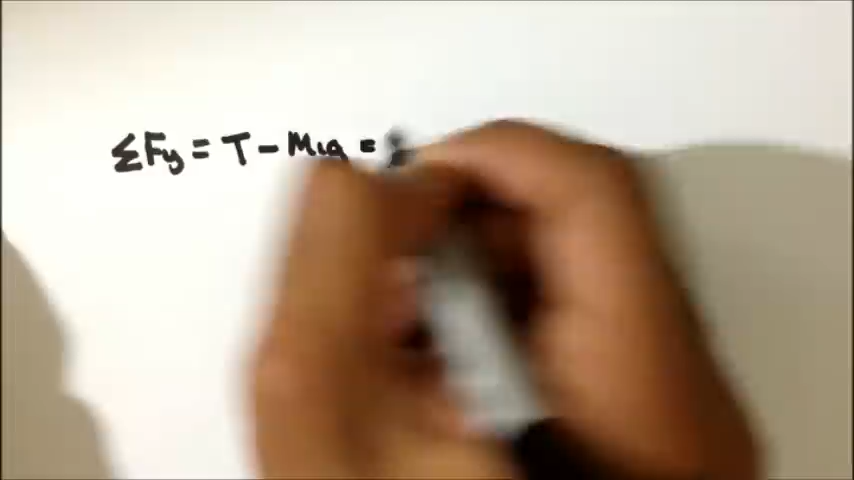 ΣFy = T - M₁g =